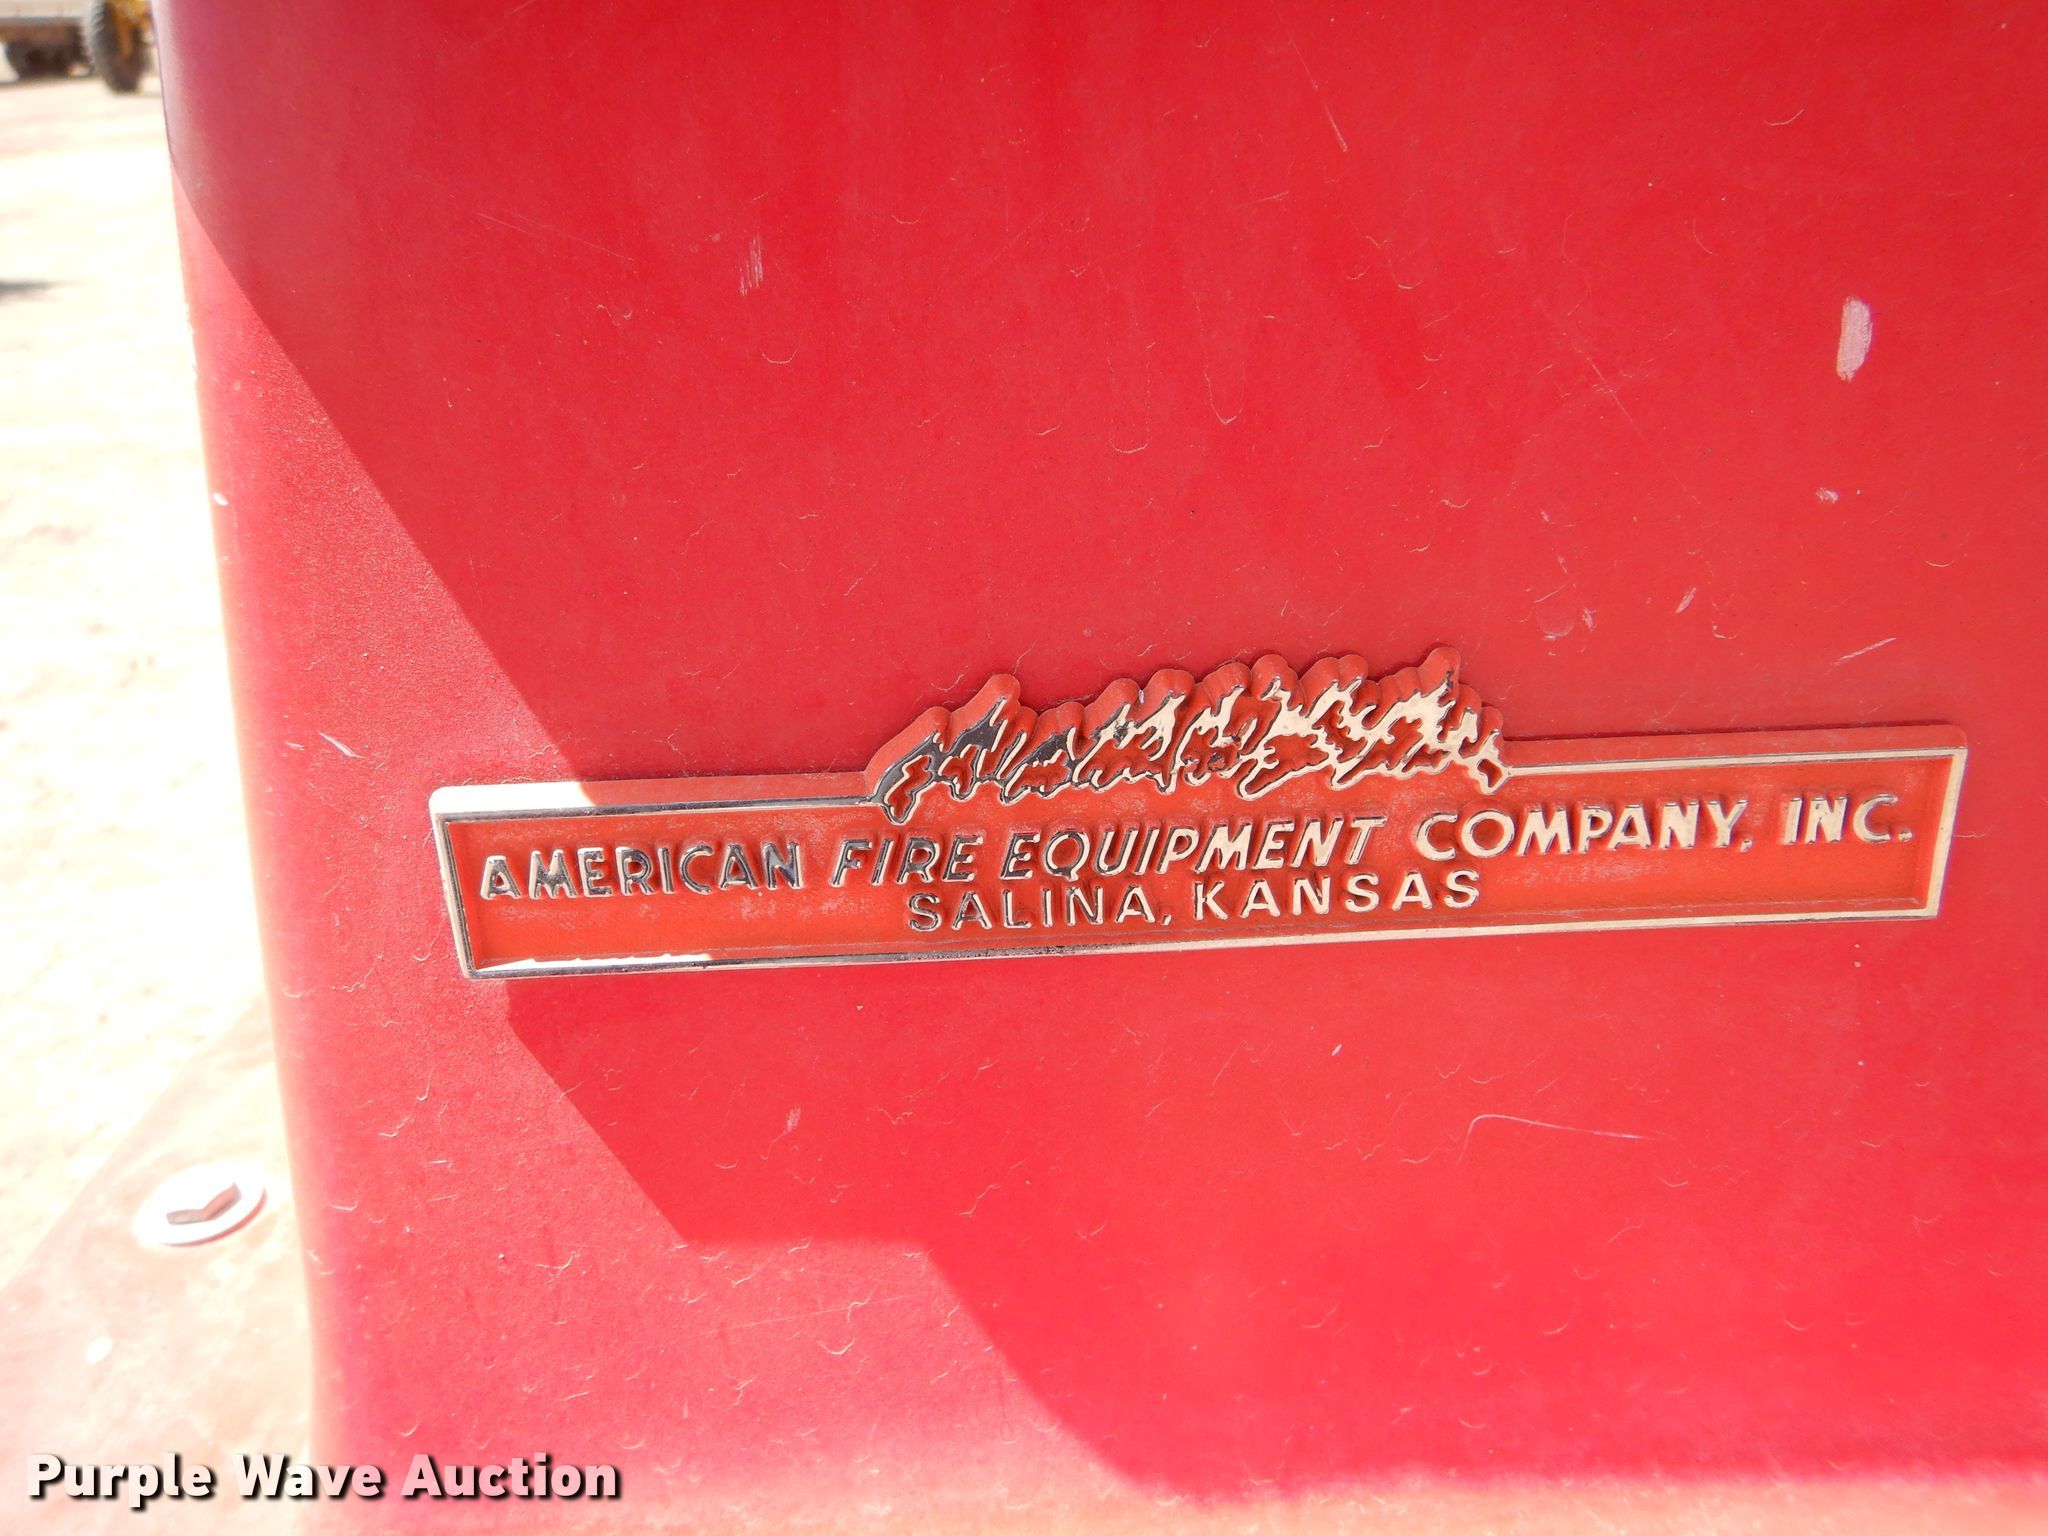 AMERICAN FIRE EQUIPMENT COMPANY, INC.
SALINA, KANSAS
Purple Wave Auction